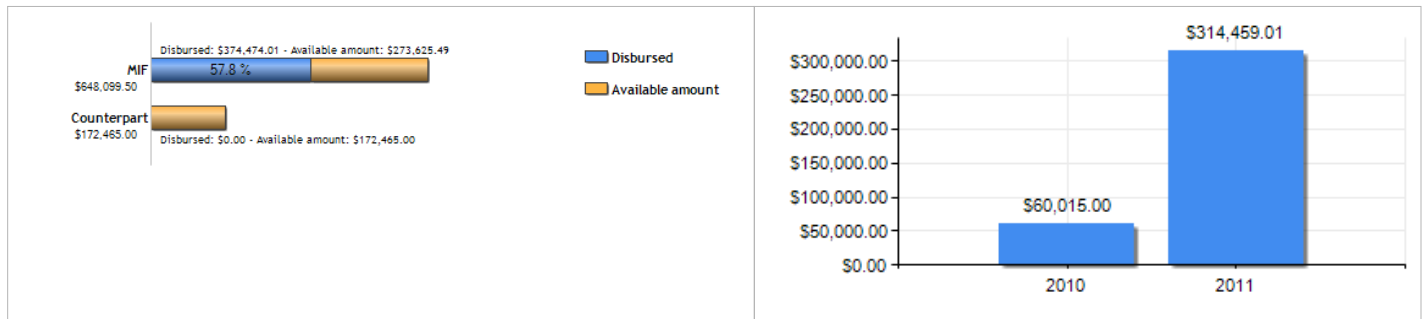 Disbursed: $374,474.01 - Available amount: $273,625.49
MIF
57.8 %
$648,099.50
Counterpart
$172,465.00
Disbursed: $0.00 - Available amount: $172,465.00
Disbursed
Available amount
$314,459.01
$300,000.00
$250,000.00
$200,000.00
$150,000.00
$100,000.00
$60,015.00
$50,000.00
$0.00
2010
2011